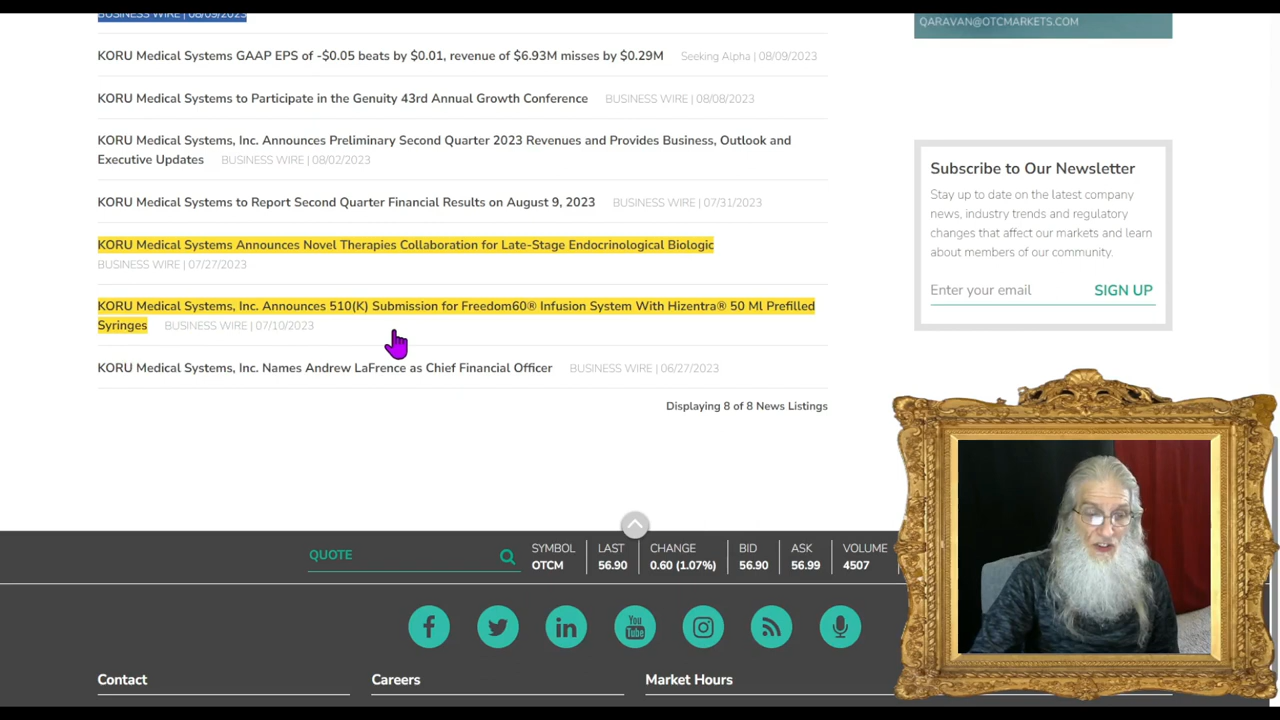 BUSINESS WIRE | 08/09/2023
QARAVAN@OTCMARKETS.COM
KORU Medical Systems GAAP EPS of -$0.05 beats by $0.01, revenue of $6.93M misses by $0.29M Seeking Alpha | 08/09/2023
KORU Medical Systems to Participate in the Genuity 43rd Annual Growth Conference BUSINESS WIRE | 08/08/2023
KORU Medical Systems, Inc. Announces Preliminary Second Quarter 2023 Revenues and Provides Business, Outlook and
Executive Updates BUSINESS WIRE | 08/02/2023
KORU Medical Systems to Report Second Quarter Financial Results on August 9, 2023 BUSINESS WIRE | 07/31/2023
KORU Medical Systems Announces Novel Therapies Collaboration for Late-Stage Endocrinological Biologic
BUSINESS WIRE | 07/27/2023
KORU Medical Systems, Inc. Announces 510(K) Submission for Freedom60® Infusion System With Hizentra® 50 Ml Prefilled
Syringes BUSINESS WIRE | 07/10/2023
KORU Medical Systems, Inc. Names Andrew LaFrence as Chief Financial Officer BUSINESS WIRE | 06/27/2023
Displaying 8 of 8 News Listings
Subscribe to Our Newsletter
Stay up to date on the latest company
news, industry trends and regulatory
changes that affect our markets and learn
about members of our community.
Enter your email SIGN UP
QUOTE
SYMBOL LAST CHANGE BID ASK VOLUME
OTCM 56.90 0.60 (1.07%) 56.90 56.99 4507
You
Tube
Contact Careers Market Hours